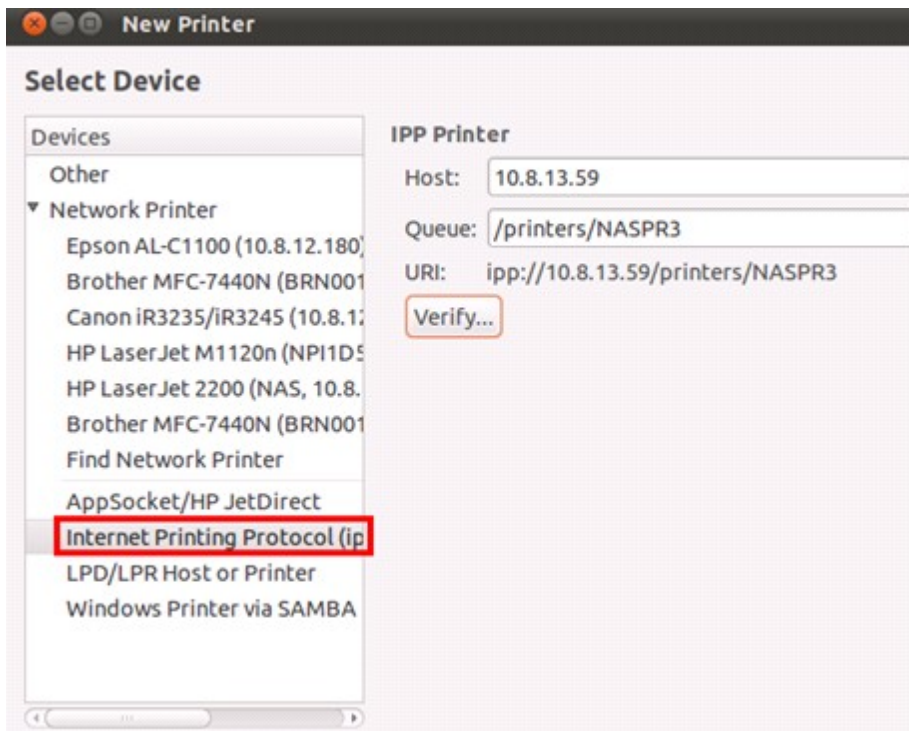 New Printer
Select Device
Devices
Other
Network Printer
Epson AL-C1100 (10.8.12.180)
Brother MFC-7440N (BRN001
Canon iR3235/iR3245 (10.8.12
HP LaserJet M1120n (NPI1D5
HP LaserJet 2200 (NAS, 10.8.
Brother MFC-7440N (BRN001
Find Network Printer
AppSocket/HP JetDirect
Internet Printing Protocol (ip
LPD/LPR Host or Printer
Windows Printer via SAMBA
IPP Printer
Host: 10.8.13.59
Queue: /printers/NASPR3
URI: ipp://10.8.13.59/printers/NASPR3
Verify...